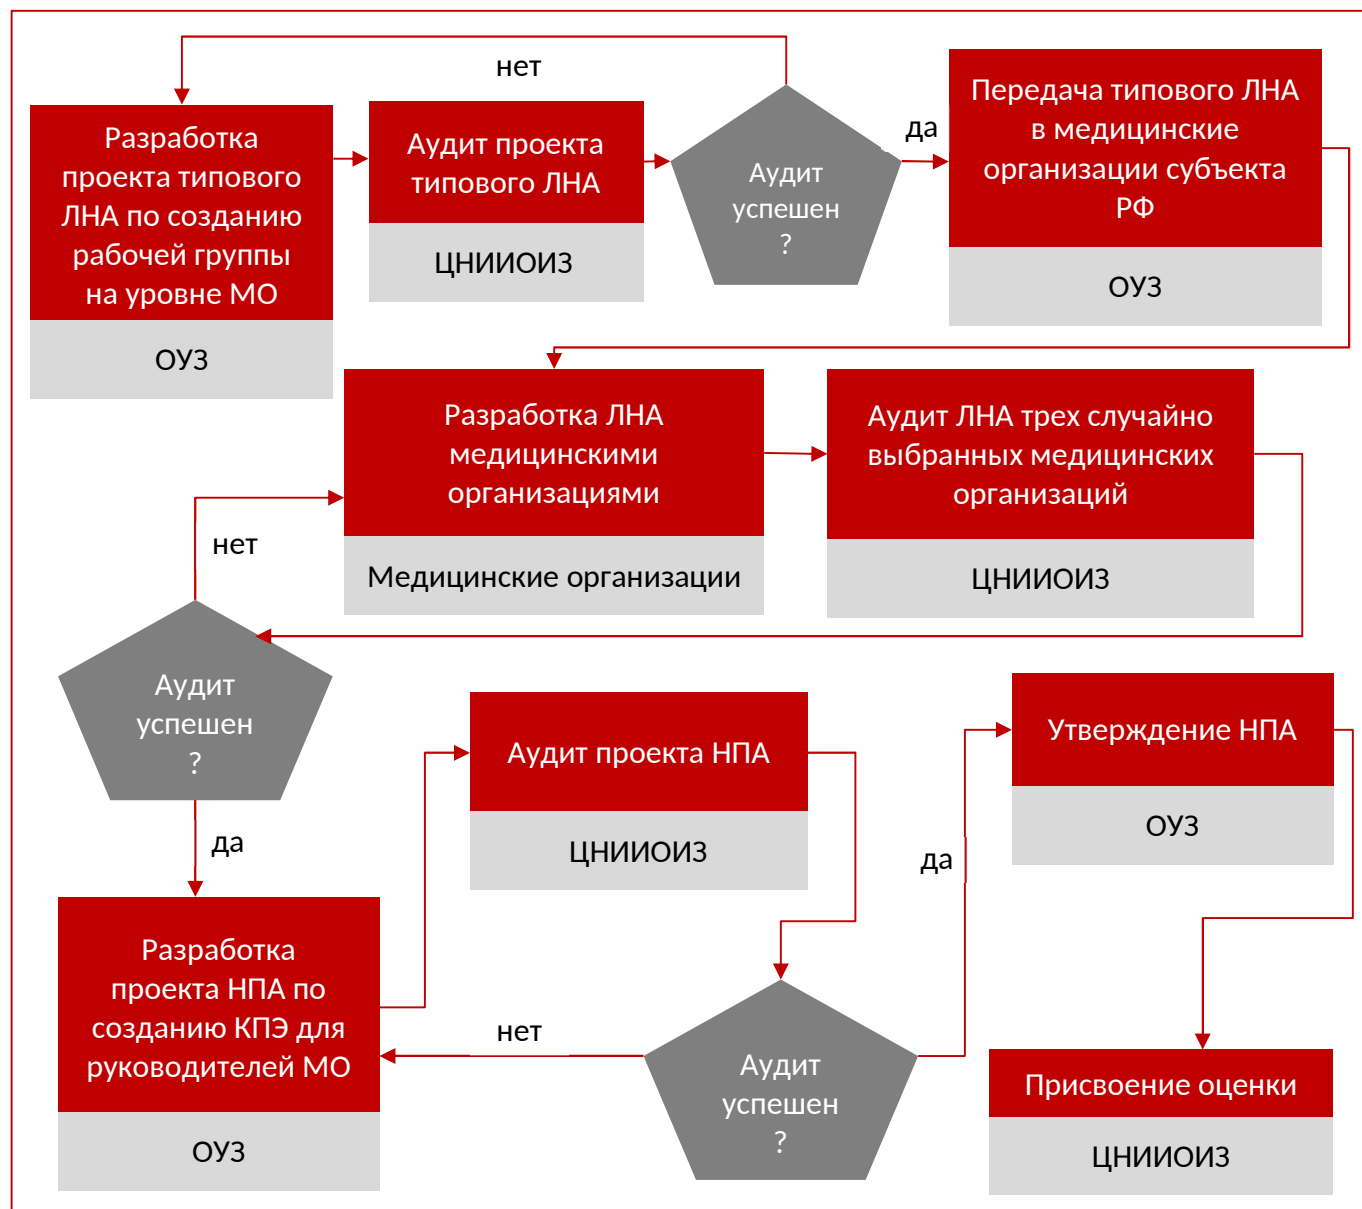 нет
Разработка
проекта типового
ЛНА по созданию
рабочей группы
на уровне МО
ОУЗ
Аудит проекта
типового ЛНА
ЦНИИОИЗ
Аудит
успешен
?
да
Передача типового ЛНА
в медицинские
организации субъекта
РФ
ОУЗ
Разработка ЛНА
медицинскими
организациями
Медицинские организации
Аудит ЛНА трех случайно
выбранных медицинских
организаций
ЦНИИОИЗ
нет
Аудит
успешен
?
да
Разработка
проекта НПА по
созданию КПЭ для
руководителей МО
ОУЗ
Аудит проекта НПА
ЦНИИОИЗ
нет
Аудит
успешен
?
да
Утверждение НПА
ОУЗ
Присвоение оценки
ЦНИИОИЗ